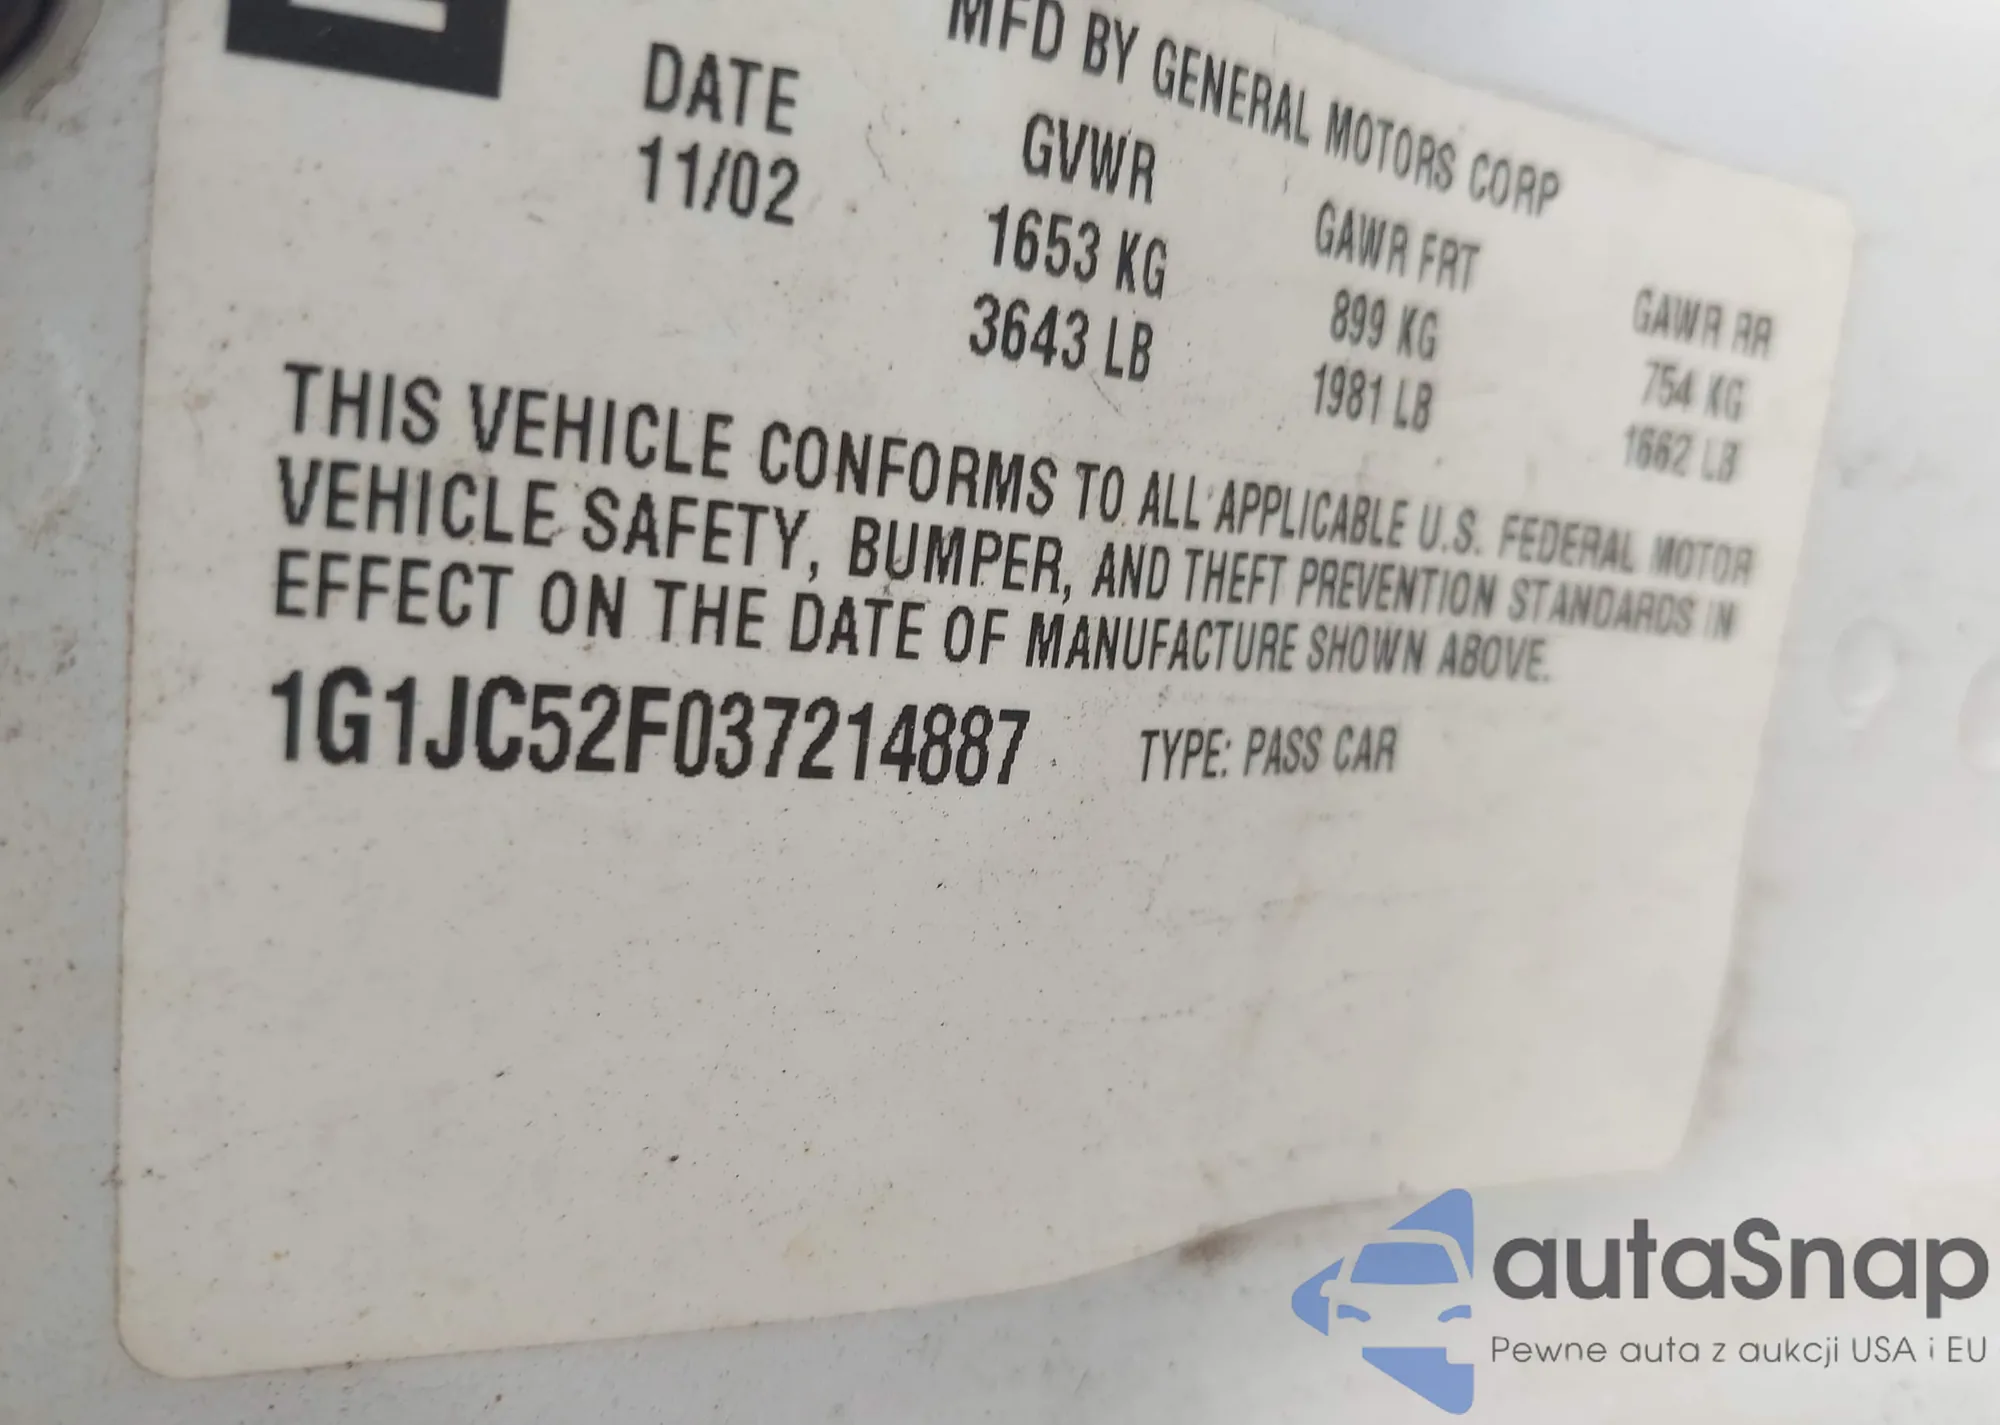 MFD BY GENERAL MOTORS CORP
DATE GVWR GAWR FRT GAWR RR
11/02 1653 KG 899 KG 754 KG
3643 LB 1981 LB 1662 LB
THIS VEHICLE CONFORMS TO ALL APPLICABLE U.S. FEDERAL MOTOR
VEHICLE SAFETY, BUMPER, AND THEFT PREVENTION STANDARDS IN
EFFECT ON THE DATE OF MANUFACTURE SHOWN ABOVE.
1G1JC52F037214887 TYPE: PASS CAR
autaSnap
Pewne auta z aukcji USA i EU